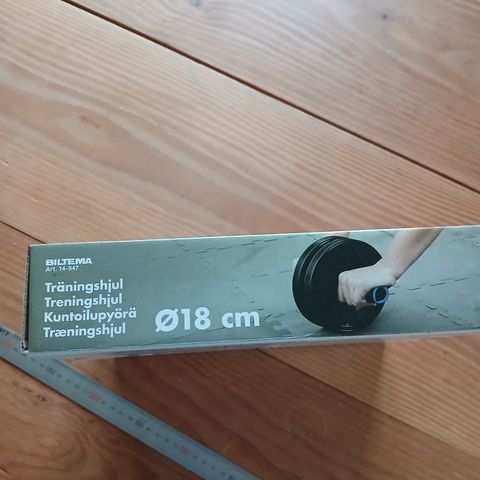 BILTEMA
Art. 14-947
Träningshjul
Treningshjul
Kuntoilupyörä
Træningshjul
Ø18 cm